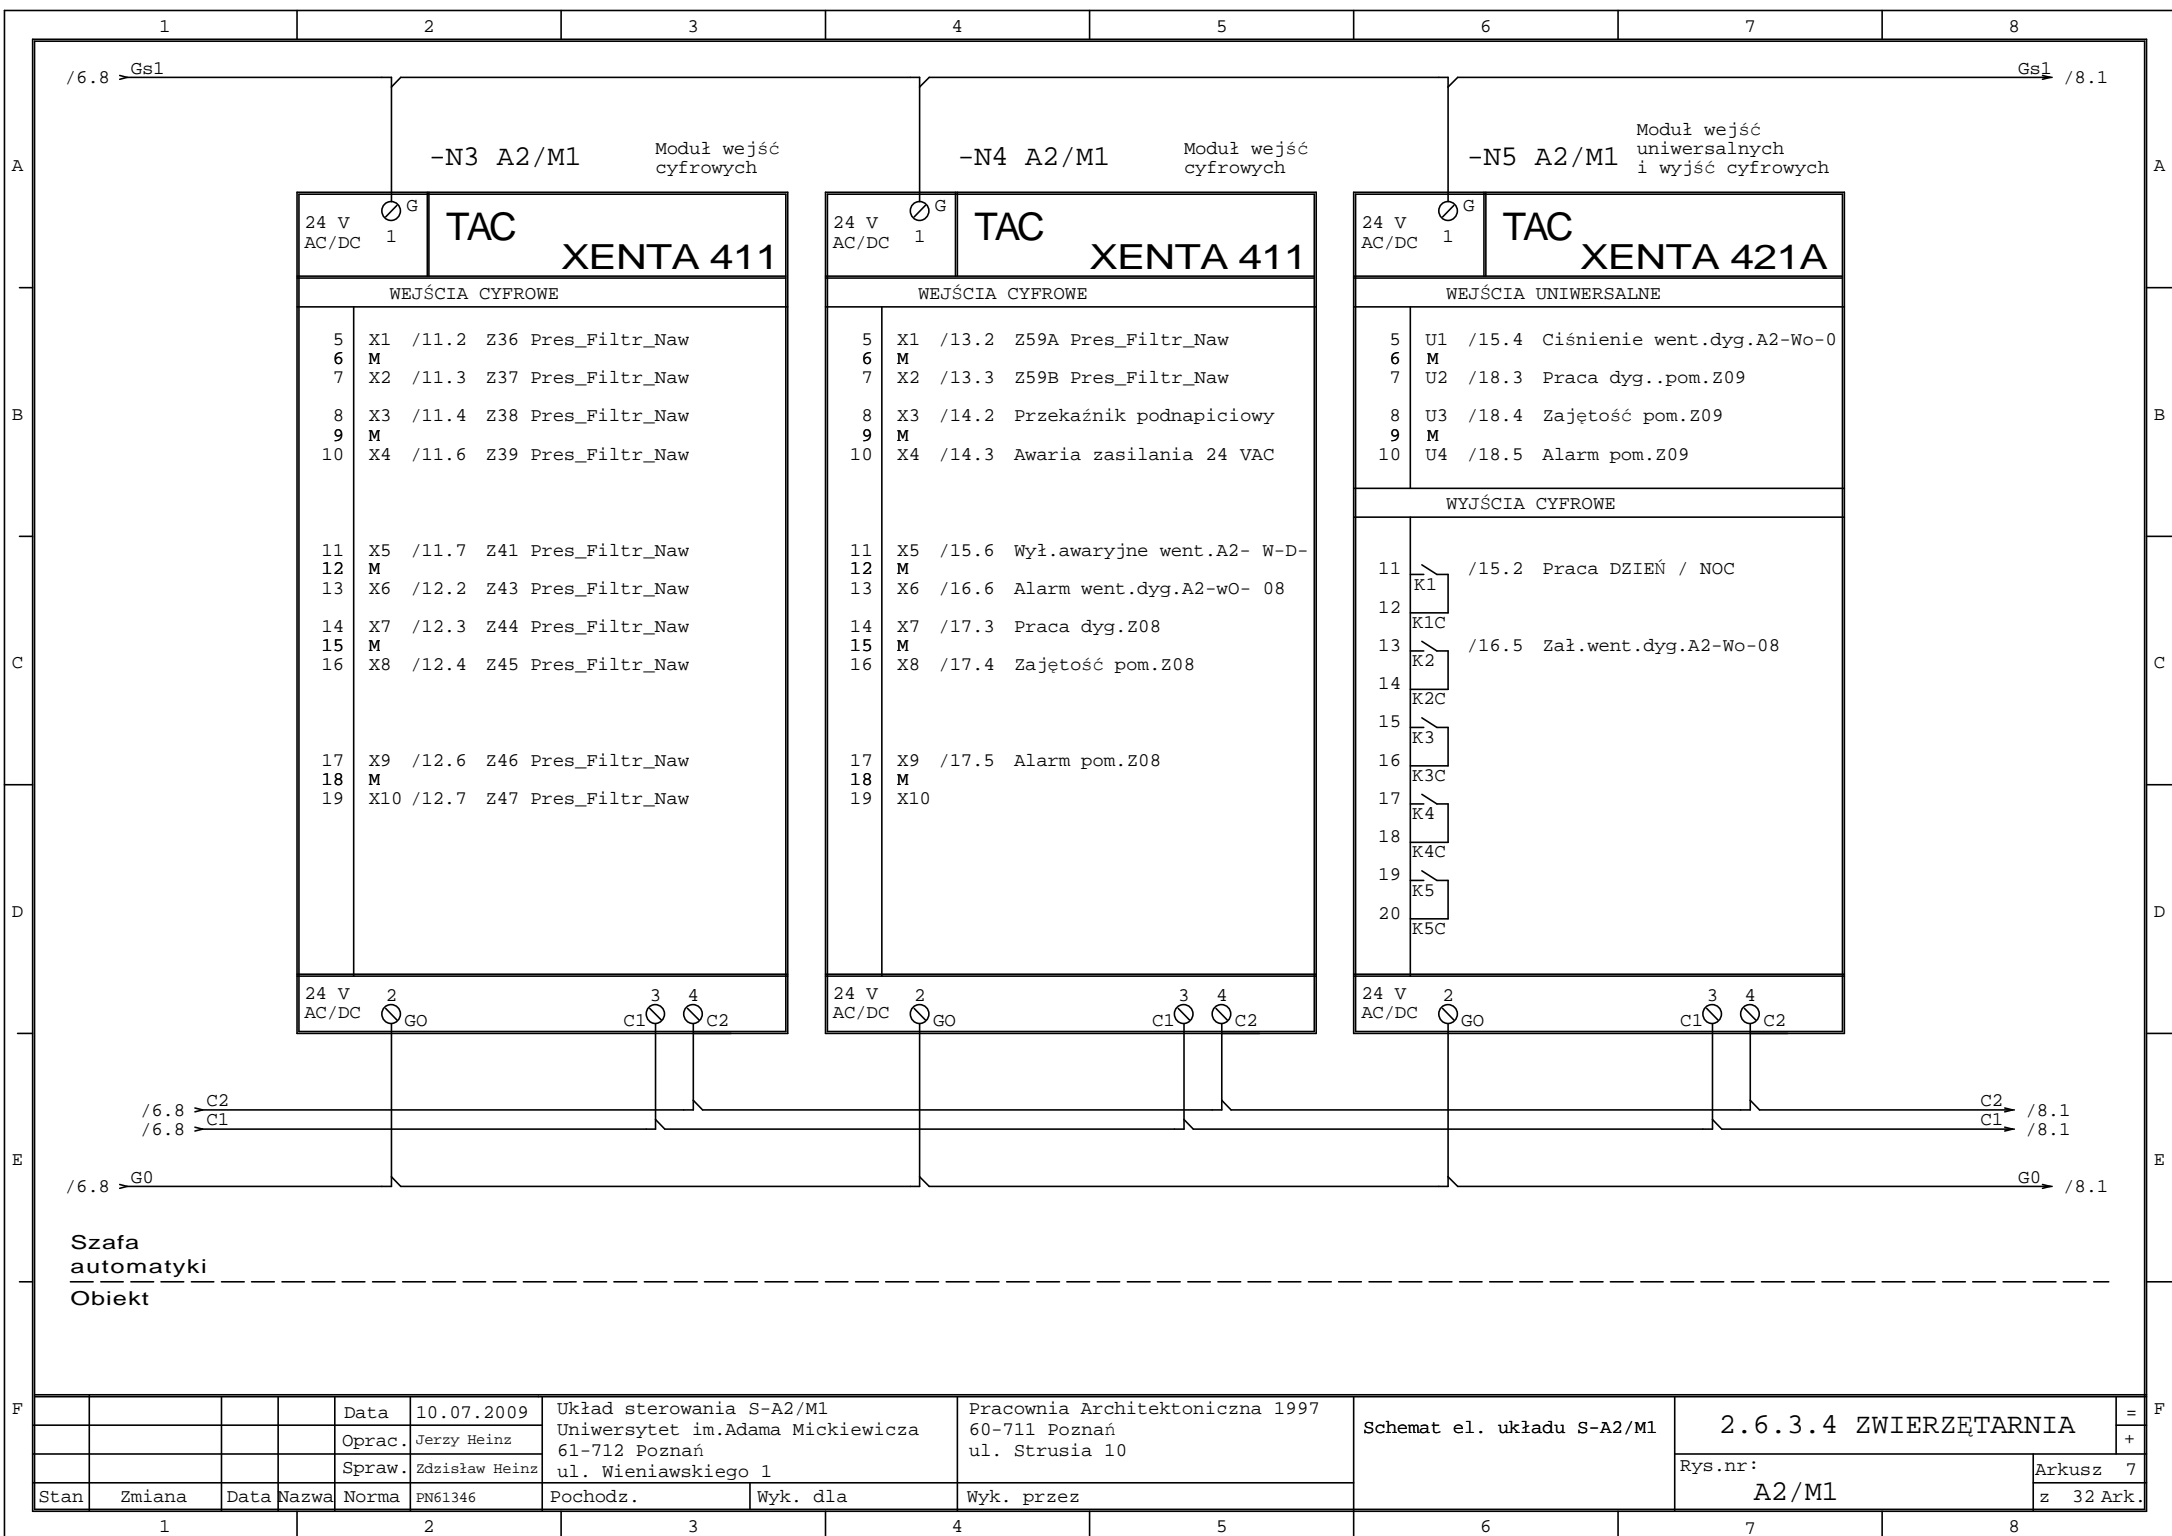 1 2 3 4 5 6 7 8
/6.8 Gs1 Gs1 /8.1
A A
-N3 A2/M1 Moduł wejść
cyfrowych
-N4 A2/M1 Moduł wejść
cyfrowych
-N5 A2/M1 Moduł wejść
uniwersalnych
i wyjść cyfrowych
24 V
AC/DC
G
1
TAC
XENTA 411
WEJŚCIA CYFROWE
5 X1 /11.2 Z36 Pres_Filtr_Naw
6 M
7 X2 /11.3 Z37 Pres_Filtr_Naw
8 X3 /11.4 Z38 Pres_Filtr_Naw
9 M
10 X4 /11.6 Z39 Pres_Filtr_Naw
11 X5 /11.7 Z41 Pres_Filtr_Naw
12 M
13 X6 /12.2 Z43 Pres_Filtr_Naw
14 X7 /12.3 Z44 Pres_Filtr_Naw
15 M
16 X8 /12.4 Z45 Pres_Filtr_Naw
17 X9 /12.6 Z46 Pres_Filtr_Naw
18 M
19 X10 /12.7 Z47 Pres_Filtr_Naw
24 V
AC/DC
2
GO
3
C1
4
C2
24 V
AC/DC
G
1
TAC
XENTA 411
WEJŚCIA CYFROWE
5 X1 /13.2 Z59A Pres_Filtr_Naw
6 M
7 X2 /13.3 Z59B Pres_Filtr_Naw
8 X3 /14.2 Przekaźnik podnapiciowy
9 M
10 X4 /14.3 Awaria zasilania 24 VAC
11 X5 /15.6 Wył.awaryjne went.A2- W-D-
12 M
13 X6 /16.6 Alarm went.dyg.A2-wO- 08
14 X7 /17.3 Praca dyg.Z08
15 M
16 X8 /17.4 Zajętość pom.Z08
17 X9 /17.5 Alarm pom.Z08
18 M
19 X10
24 V
AC/DC
2
GO
3
C1
4
C2
24 V
AC/DC
G
1
TAC
XENTA 421A
WEJŚCIA UNIWERSALNE
5 U1 /15.4 Ciśnienie went.dyg.A2-Wo-0
6 M
7 U2 /18.3 Praca dyg..pom.Z09
8 U3 /18.4 Zajętość pom.Z09
9 M
10 U4 /18.5 Alarm pom.Z09
WYJŚCIA CYFROWE
11 K1 /15.2 Praca DZIEŃ / NOC
12 K1C
13 K2 /16.5 Zał.went.dyg.A2-Wo-08
14 K2C
15 K3
16 K3C
17 K4
18 K4C
19 K5
20 K5C
24 V
AC/DC
2
GO
3
C1
4
C2
B B
C C
D D
/6.8 C2 C2 /8.1
/6.8 C1 C1 /8.1
E E
/6.8 G0 G0 /8.1
Szafa
automatyki
Obiekt
F F
Data 10.07.2009
Oprac. Jerzy Heinz
Spraw. Zdzisław Heinz
Stan Zmiana Data Nazwa Norma PN61346
Układ sterowania S-A2/M1
Uniwersytet im.Adama Mickiewicza
61-712 Poznań
ul. Wieniawskiego 1
Pochodz. Wyk. dla
Pracownia Architektoniczna 1997
60-711 Poznań
ul. Strusia 10
Wyk. przez
Schemat el. układu S-A2/M1
2.6.3.4 ZWIERZĘTARNIA
=
+
Rys.nr:
A2/M1
Arkusz 7
z 32 Ark.
1 2 3 4 5 6 7 8